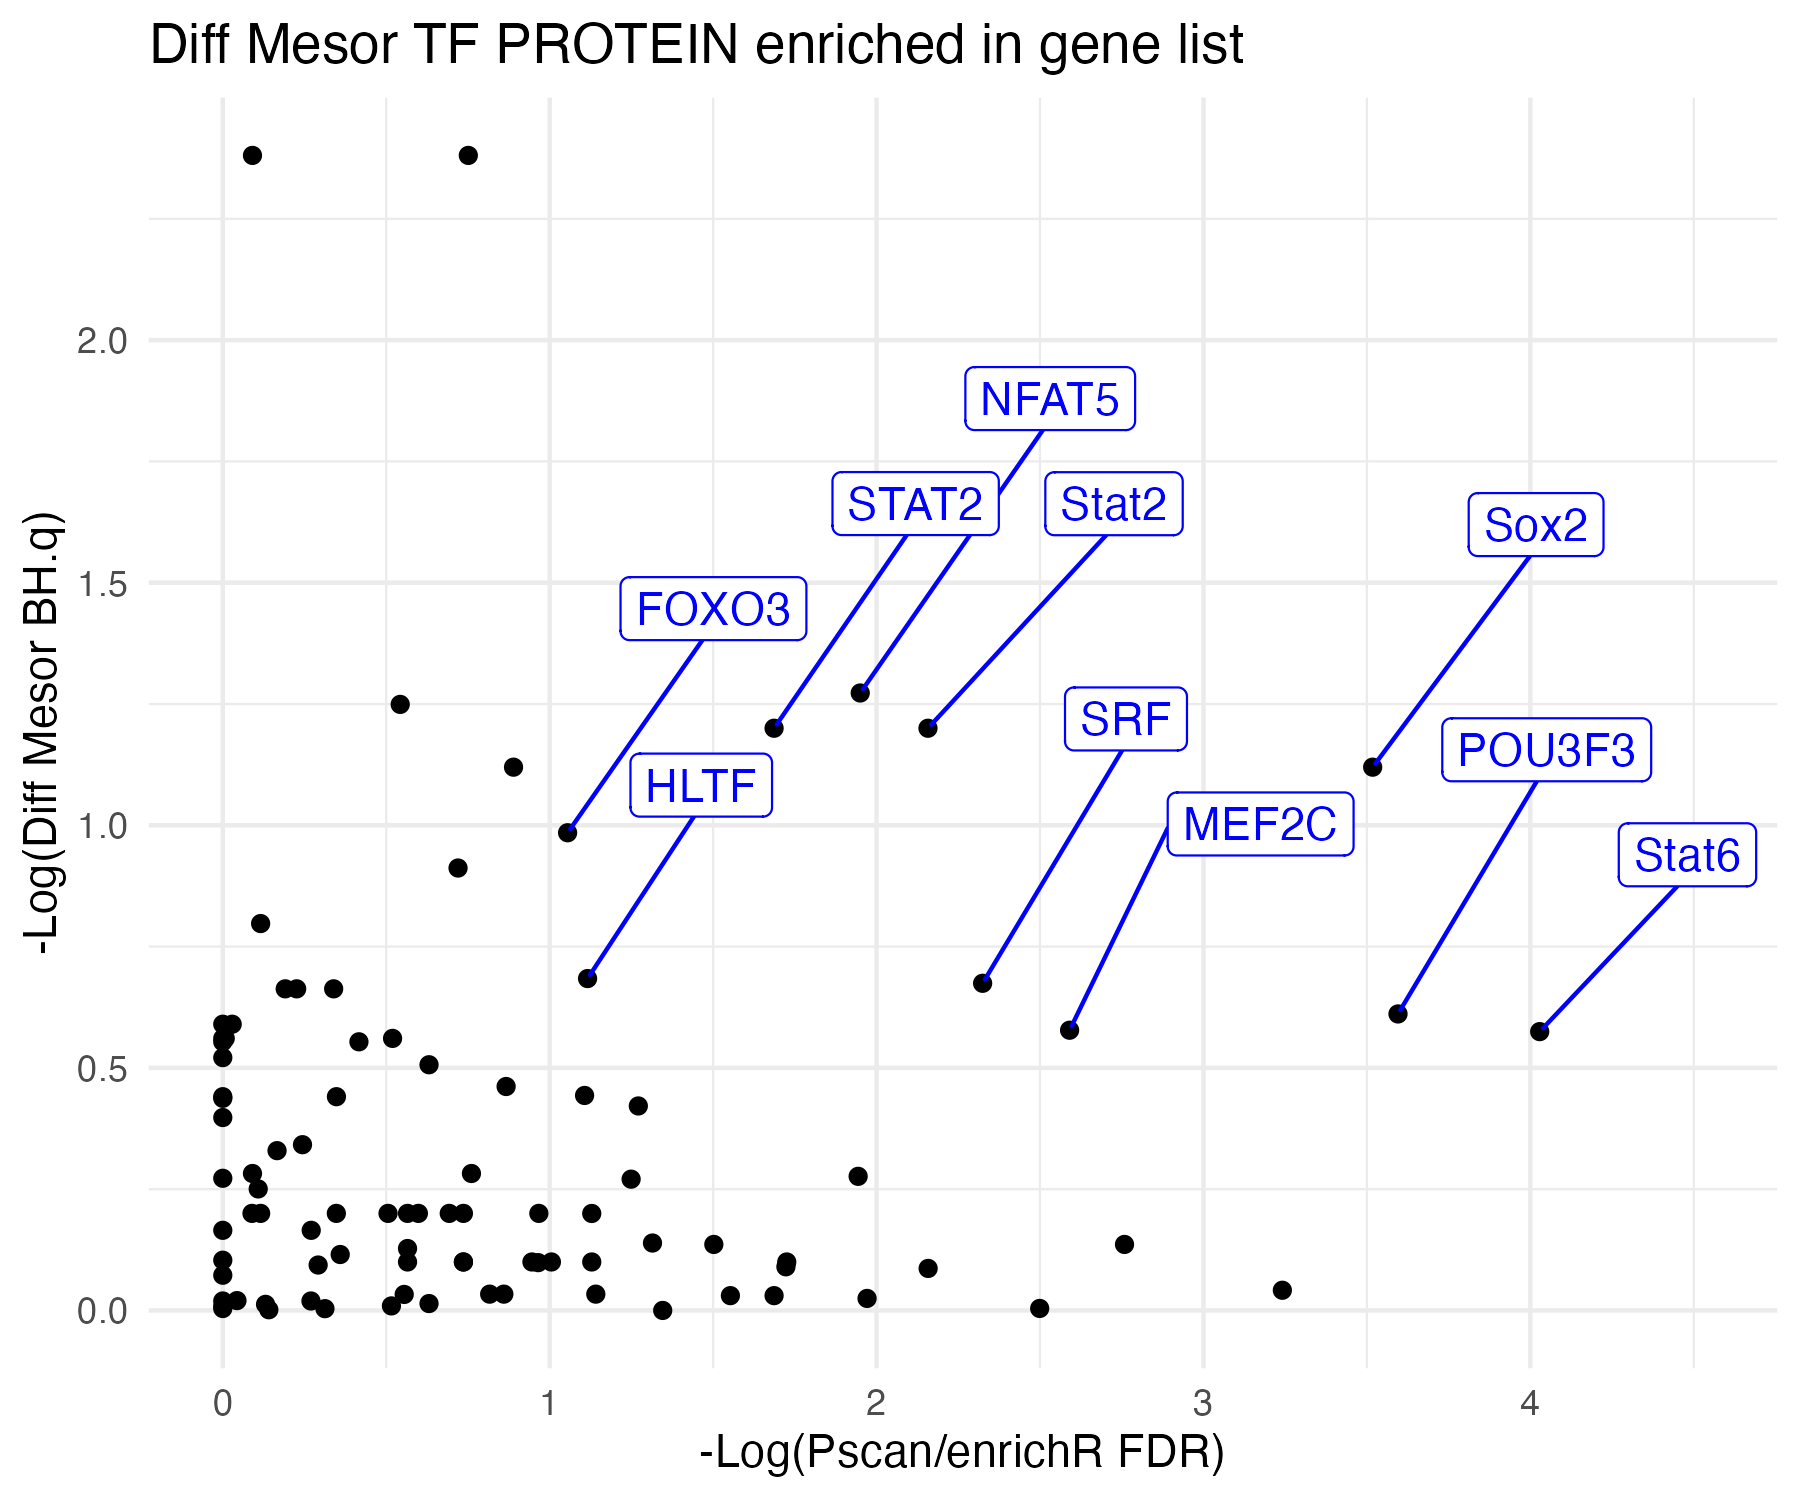 Diff Mesor TF PROTEIN enriched in gene list
-Log(Diff Mesor BH.q)
2.0
1.5
1.0
0.5
0.0
NFAT5
STAT2
Stat2
Sox2
FOXO3
SRF
POU3F3
HLTF
MEF2C
Stat6
0
1
2
3
4
-Log(Pscan/enrichR FDR)